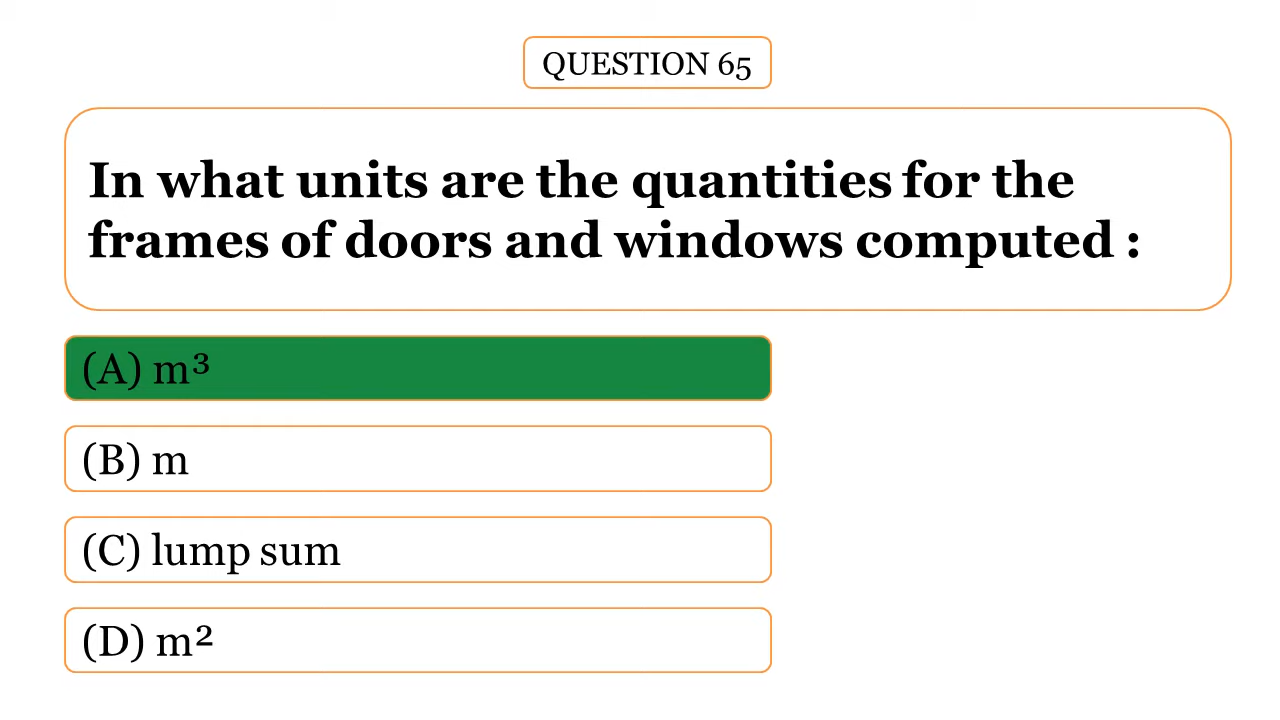 QUESTION 65
In what units are the quantities for the
frames of doors and windows computed :
(A) m³
(B) m
(C) lump sum
(D) m²